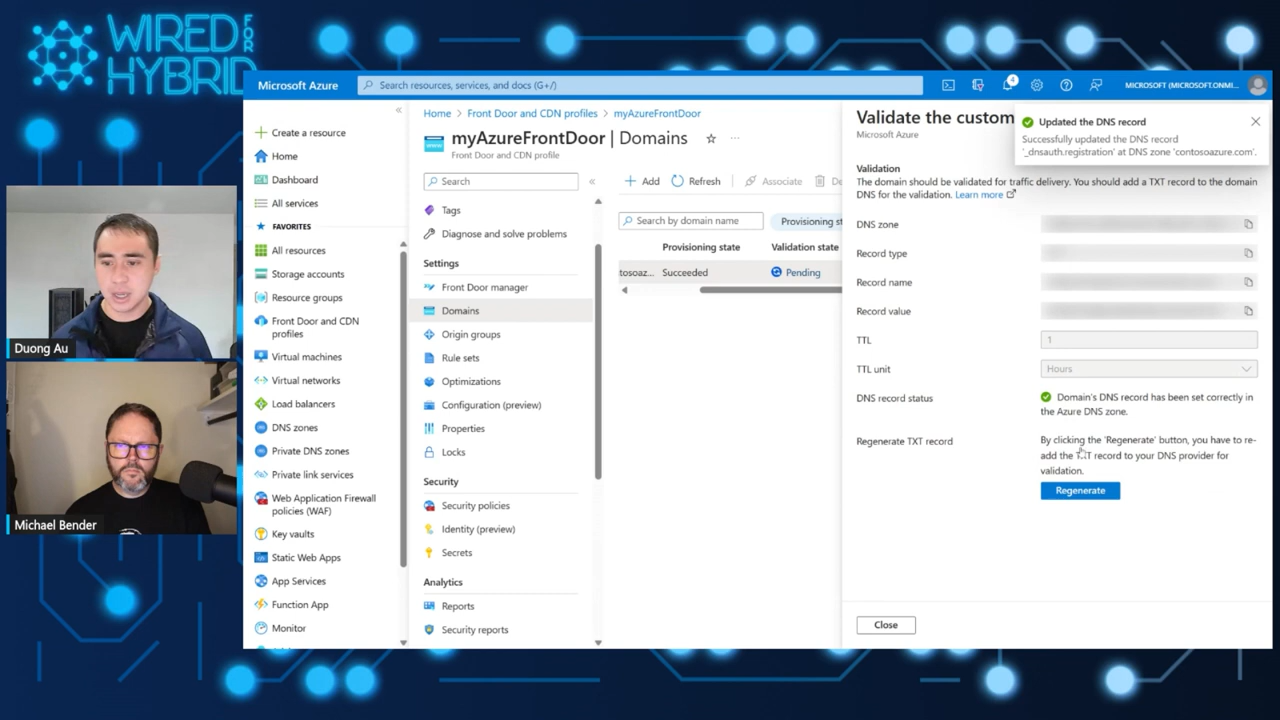 WIRED
FOR
HYBRID
Microsoft Azure
Search resources, services, and docs (G+/)
4
MICROSOFT (MICROSOFT.ONMI...
Create a resource
Home
Dashboard
All services
FAVORITES
All resources
Storage accounts
Resource groups
Front Door and CDN
profiles
Virtual machines
Virtual networks
Load balancers
DNS zones
Private DNS zones
Private link services
Web Application Firewall
policies (WAF)
Key vaults
Static Web Apps
App Services
Function App
Monitor
Home > Front Door and CDN profiles > myAzureFrontDoor
myAzureFrontDoor | Domains
Front Door and CDN profile
Search
Tags
Diagnose and solve problems
Settings
Front Door manager
Domains
Origin groups
Rule sets
Optimizations
Configuration (preview)
Properties
Locks
Security
Security policies
Identity (preview)
Secrets
Analytics
Reports
Security reports
Add
Refresh
Associate
De
Search by domain name
Provisioning st
Provisioning state
Validation state
tosoaz...
Succeeded
Pending
Validate the custom
Microsoft Azure
Updated the DNS record
Successfully updated the DNS record
'_dnsauth.registration' at DNS zone 'contosoazure.com'.
Validation
The domain should be validated for traffic delivery. You should add a TXT record to the domain
DNS for the validation. Learn more
DNS zone
Record type
Record name
Record value
TTL
1
TTL unit
Hours
DNS record status
Domain's DNS record has been set correctly in
the Azure DNS zone.
Regenerate TXT record
By clicking the 'Regenerate' button, you have to re-
add the TXT record to your DNS provider for
validation.
Regenerate
Close
Duong Au
Michael Bender